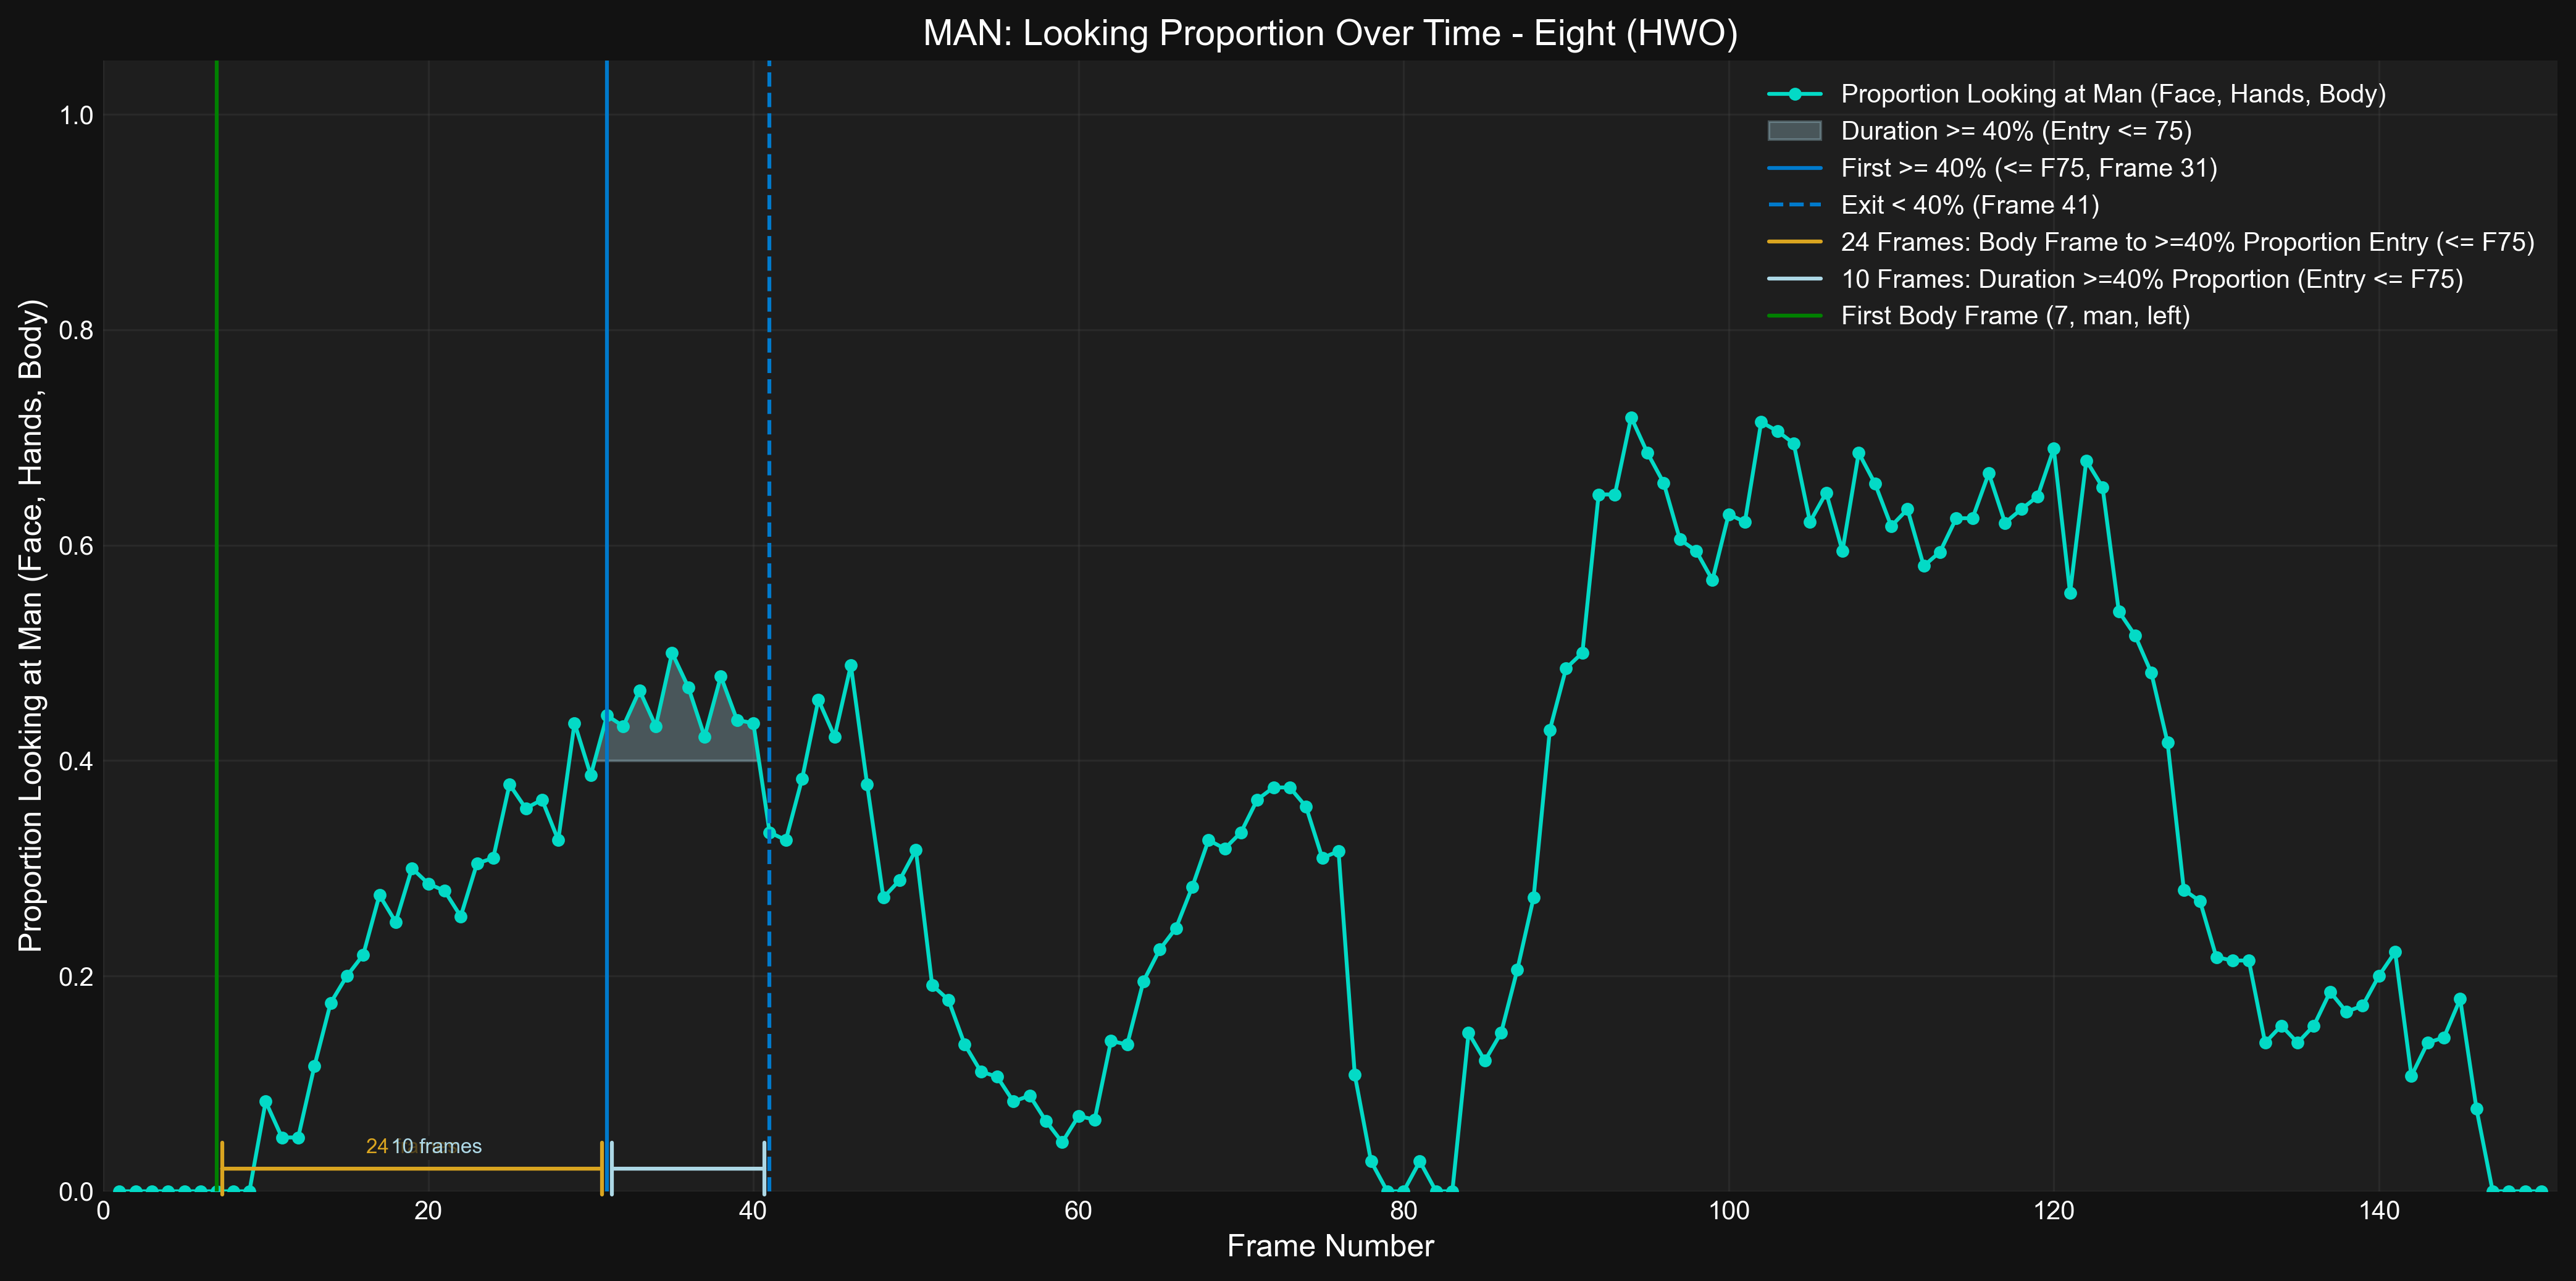 MAN: Looking Proportion Over Time - Eight (HWO)
Proportion Looking at Man (Face, Hands, Body)
Duration >= 40% (Entry <= 75)
First >= 40% (<= F75, Frame 31)
Exit < 40% (Frame 41)
24 Frames: Body Frame to >=40% Proportion Entry (<= F75)
10 Frames: Duration >=40% Proportion (Entry <= F75)
First Body Frame (7, man, left)
Proportion Looking at Man (Face, Hands, Body)
1.0
0.8
0.6
0.4
0.2
0.0
24
10 frames
0 20 40 60 80 100 120 140
Frame Number